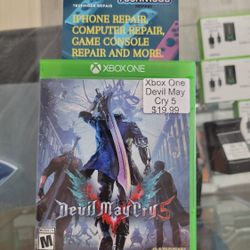 IPHONE REPAIR,
COMPUTER REPAIR,
GAME CONSOLE
REPAIR AND MORE.
XBOX ONE
Xbox One
Devil May
Cry 5
$19.99
Devil May Cry 5
M